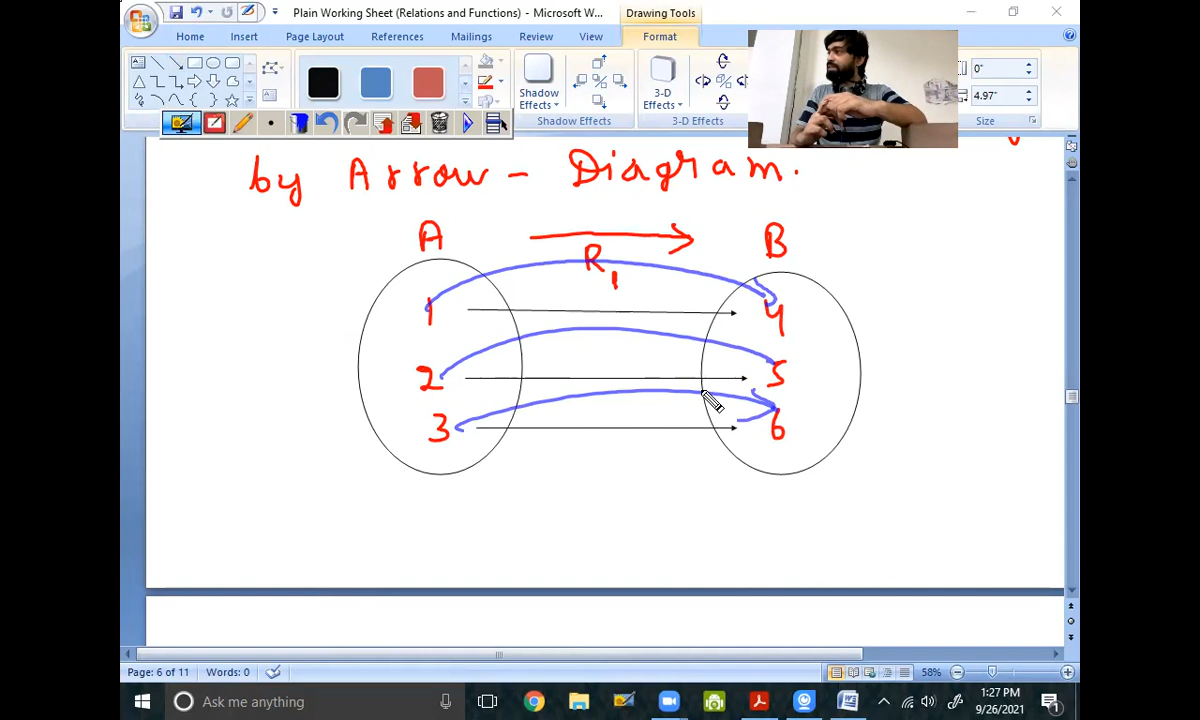 Plain Working Sheet (Relations and Functions) - Microsoft W...
Drawing Tools
Home Insert Page Layout References Mailings Review View Format
Shadow Effects
3-D Effects
0"
4.97"
Shadow Effects
3-D Effects
Size
by Arrow - Diagram.
A B
R1
1 4
2 5
3 6
Page: 6 of 11 Words: 0 58%
Ask me anything
1:27 PM
9/26/2021